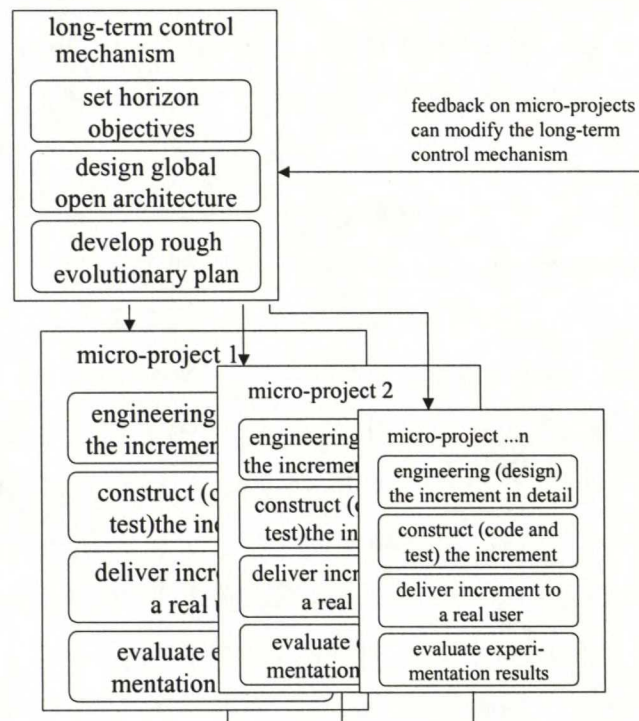 long-term control
mechanism
set horizon
objectives
design global
open architecture
develop rough
evolutionary plan
feedback on micro-projects
can modify the long-term
control mechanism
micro-project 1
engineering
the increm
construct (c
test)the in
deliver incr
a real
evaluate e
mentation
micro-project 2
engineering
the increme
construct (c
test)the in
deliver incr
a real
evaluate e
mentation
micro-project ...n
engineering (design)
the increment in detail
construct (code and
test) the increment
deliver increment to
a real user
evaluate experi-
mentation results